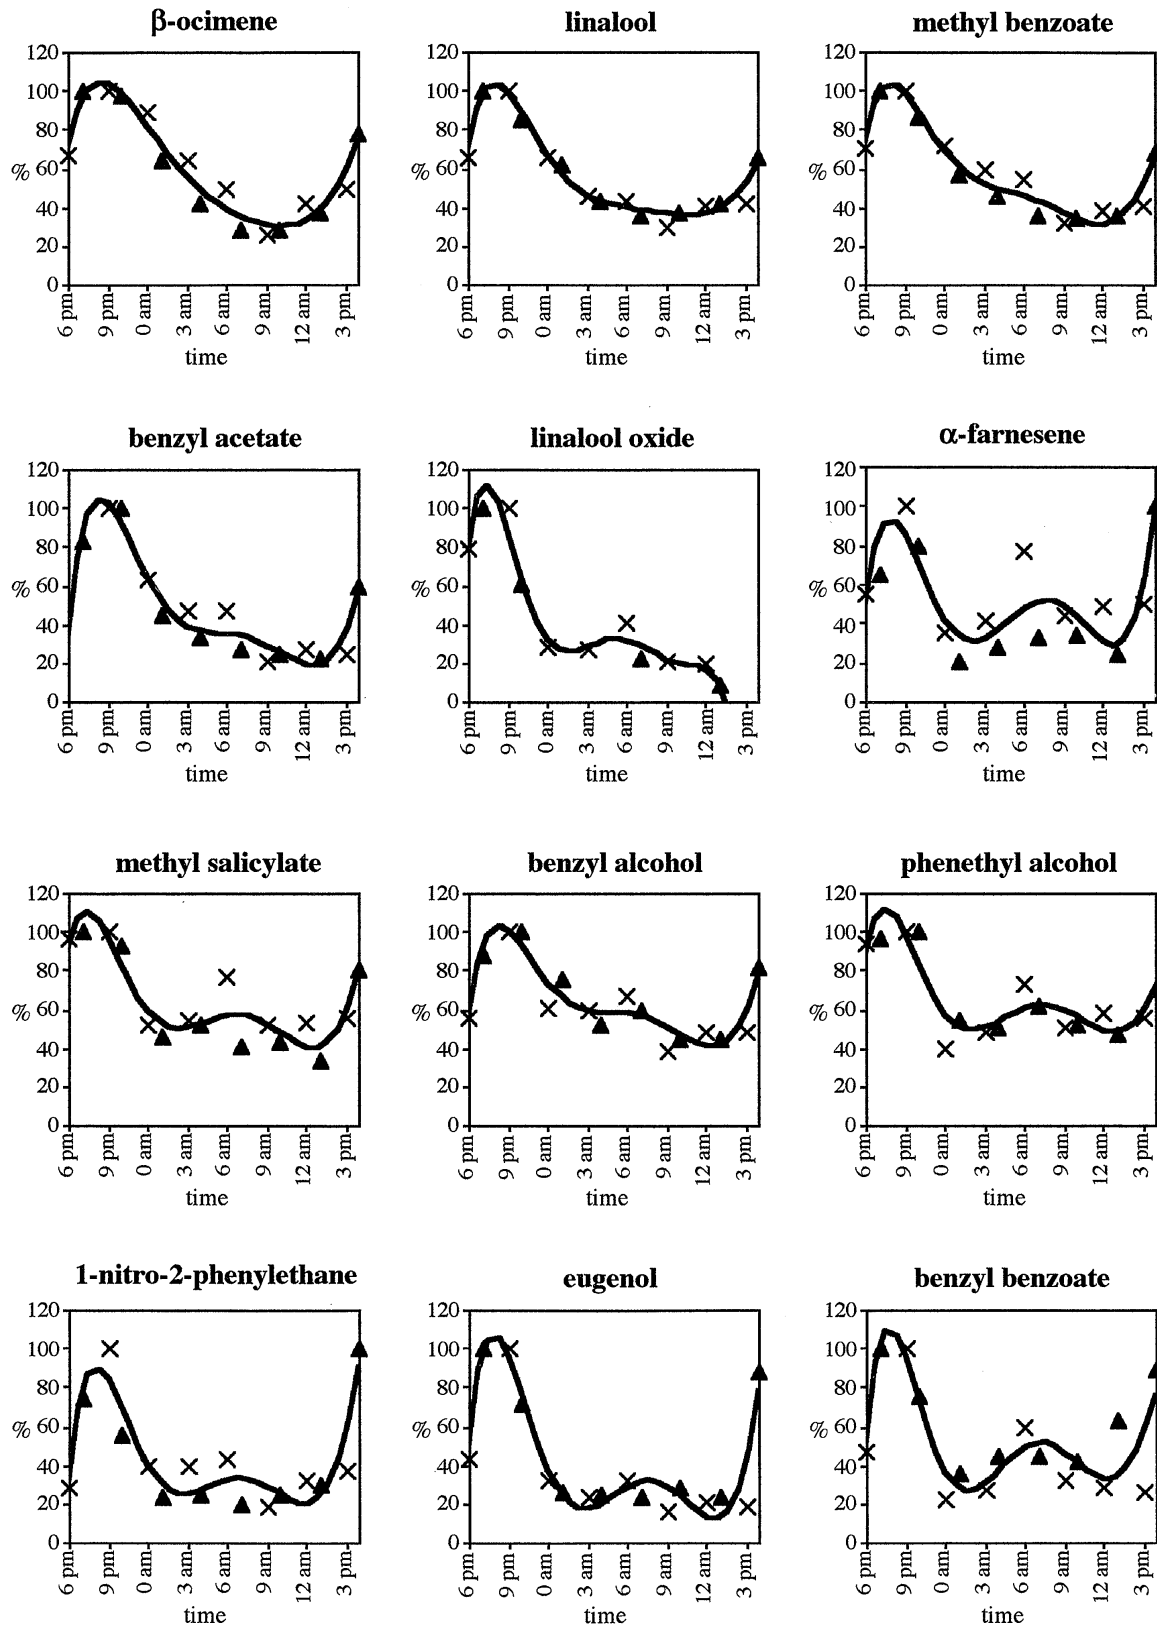 β-ocimene linalool methyl benzoate
120 120 120
100 100 100
80 80 80
% 60 % 60 % 60
40 40 40
20 20 20
0 0 0
6 pm 9 pm 0 am 3 am 6 am 9 am 12 am 3 pm 6 pm 9 pm 0 am 3 am 6 am 9 am 12 am 3 pm 6 pm 9 pm 0 am 3 am 6 am 9 am 12 am 3 pm
time time time
benzyl acetate linalool oxide α-farnesene
120 120 120
100 100 100
80 80 80
% 60 % 60 % 60
40 40 40
20 20 20
0 0 0
6 pm 9 pm 0 am 3 am 6 am 9 am 12 am 3 pm 6 pm 9 pm 0 am 3 am 6 am 9 am 12 am 3 pm 6 pm 9 pm 0 am 3 am 6 am 9 am 12 am 3 pm
time time time
methyl salicylate benzyl alcohol phenethyl alcohol
120 120 120
100 100 100
80 80 80
% 60 % 60 % 60
40 40 40
20 20 20
0 0 0
6 pm 9 pm 0 am 3 am 6 am 9 am 12 am 3 pm 6 pm 9 pm 0 am 3 am 6 am 9 am 12 am 3 pm 6 pm 9 pm 0 am 3 am 6 am 9 am 12 am 3 pm
time time time
1-nitro-2-phenylethane eugenol benzyl benzoate
120 120 120
100 100 100
80 80 80
% 60 % 60 % 60
40 40 40
20 20 20
0 0 0
6 pm 9 pm 0 am 3 am 6 am 9 am 12 am 3 pm 6 pm 9 pm 0 am 3 am 6 am 9 am 12 am 3 pm 6 pm 9 pm 0 am 3 am 6 am 9 am 12 am 3 pm
time time time